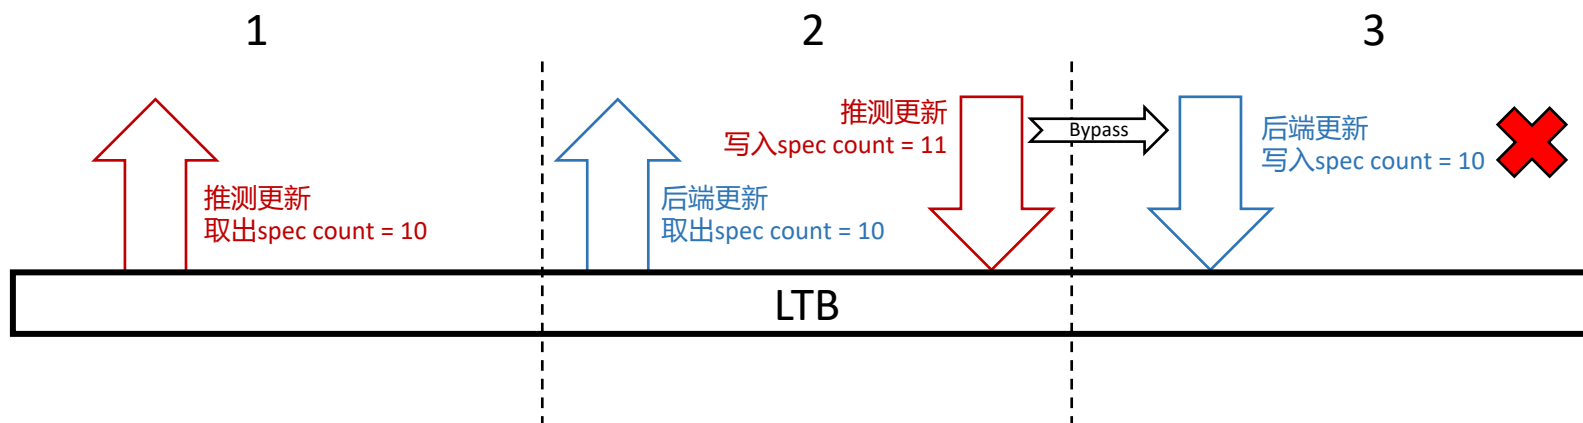 1
2
3
推测更新
取出spec count = 10
后端更新
取出spec count = 10
推测更新
写入spec count = 11
Bypass
后端更新
写入spec count = 10
LTB